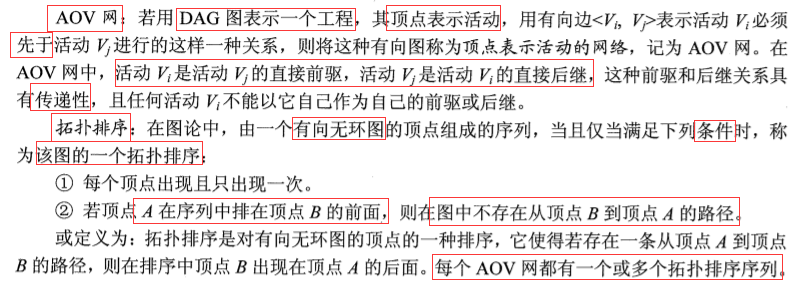 AOV 网：若用 DAG 图表示一个工程，其顶点表示活动，用有向边<Vi, Vj>表示活动 Vi 必须
先于活动 Vj 进行的这样一种关系，则将这种有向图称为顶点表示活动的网络，记为 AOV 网。在
AOV 网中，活动 Vi 是活动 Vj 的直接前驱，活动 Vj 是活动 Vi 的直接后继，这种前驱和后继关系具
有传递性，且任何活动 Vi 不能以它自己作为自己的前驱或后继。
拓扑排序：在图论中，由一个有向无环图的顶点组成的序列，当且仅当满足下列条件时，称
为该图的一个拓扑排序：
① 每个顶点出现且只出现一次。
② 若顶点 A 在序列中排在顶点 B 的前面，则在图中不存在从顶点 B 到顶点 A 的路径。
或定义为：拓扑排序是对有向无环图的顶点的一种排序，它使得若存在一条从顶点 A 到顶点
B 的路径，则在排序中顶点 B 出现在顶点 A 的后面。每个 AOV 网都有一个或多个拓扑排序序列。